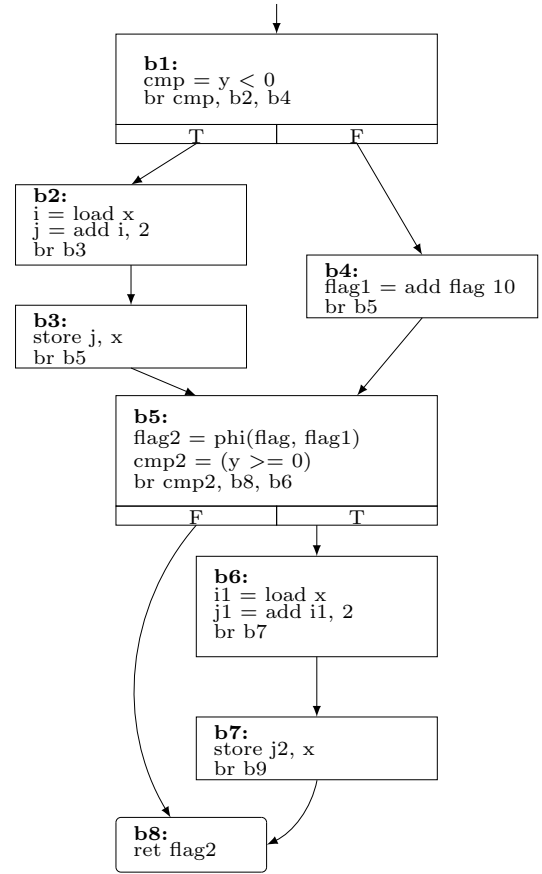 b1:
cmp = y < 0
br cmp, b2, b4
T F
b2:
i = load x
j = add i, 2
br b3
b4:
flag1 = add flag 10
br b5
b3:
store j, x
br b5
b5:
flag2 = phi(flag, flag1)
cmp2 = (y >= 0)
br cmp2, b8, b6
F T
b6:
i1 = load x
j1 = add i1, 2
br b7
b7:
store j2, x
br b9
b8:
ret flag2